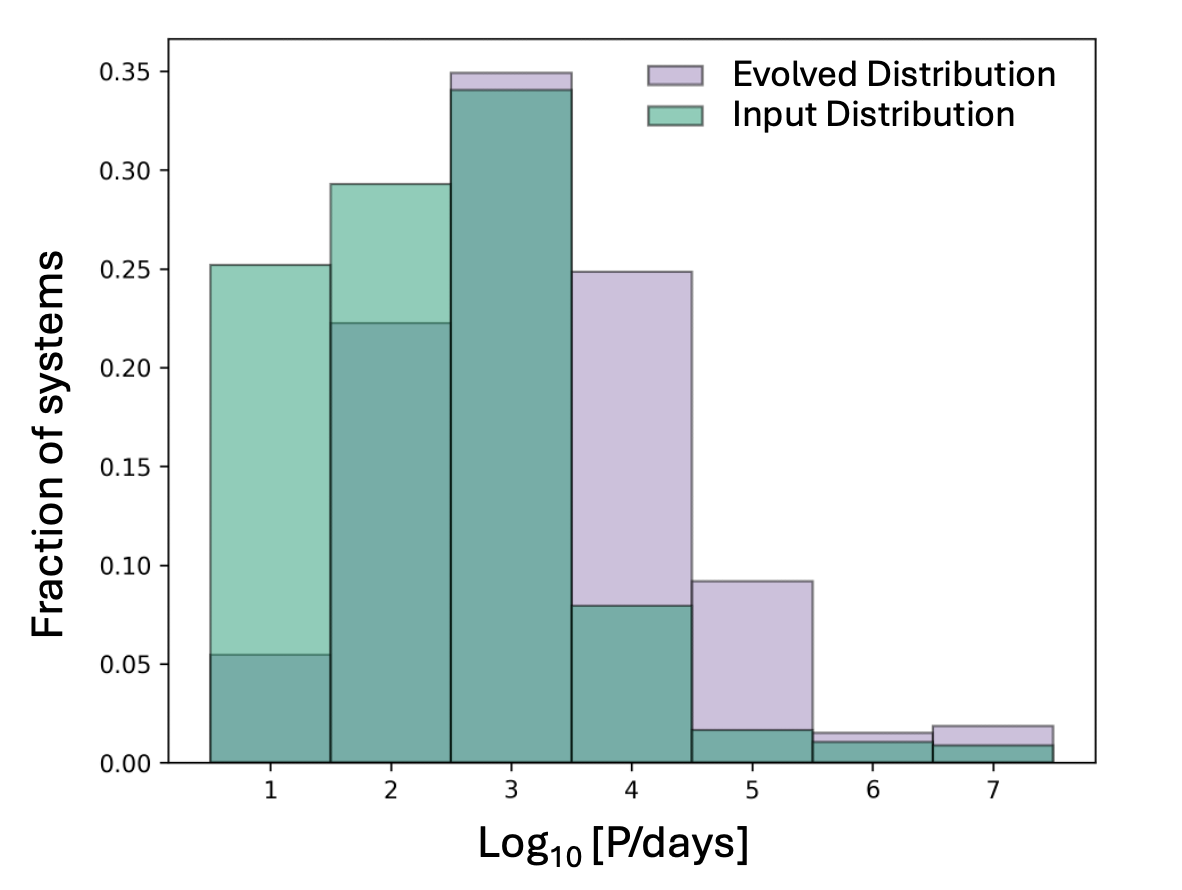 Evolved Distribution
Input Distribution
Fraction of systems
0.35
0.30
0.25
0.20
0.15
0.10
0.05
0.00
1 2 3 4 5 6 7
Log₁₀ [P/days]